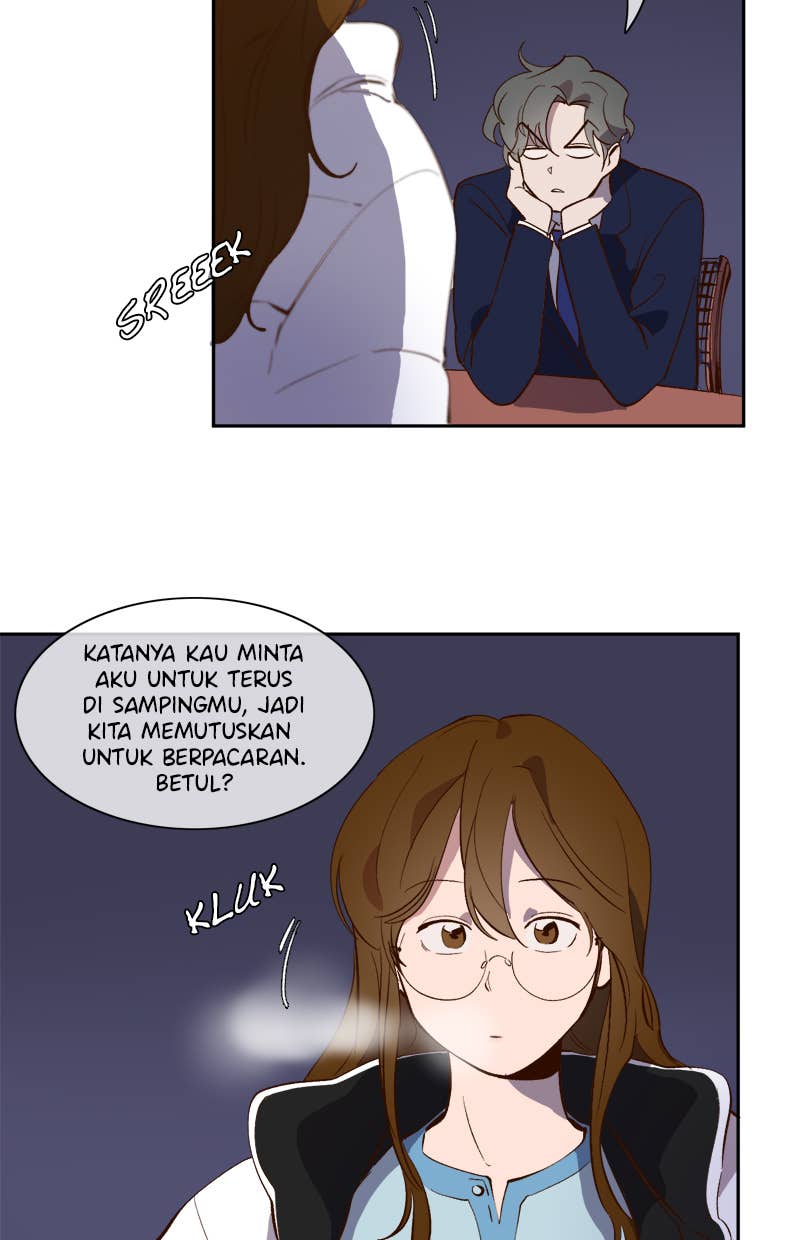 SREEEK
KATANYA KAU MINTA
AKU UNTUK TERUS
DI SAMPINGMU, JADI
KITA MEMUTUSKAN
UNTUK BERPACARAN.
BETUL?
KLUK